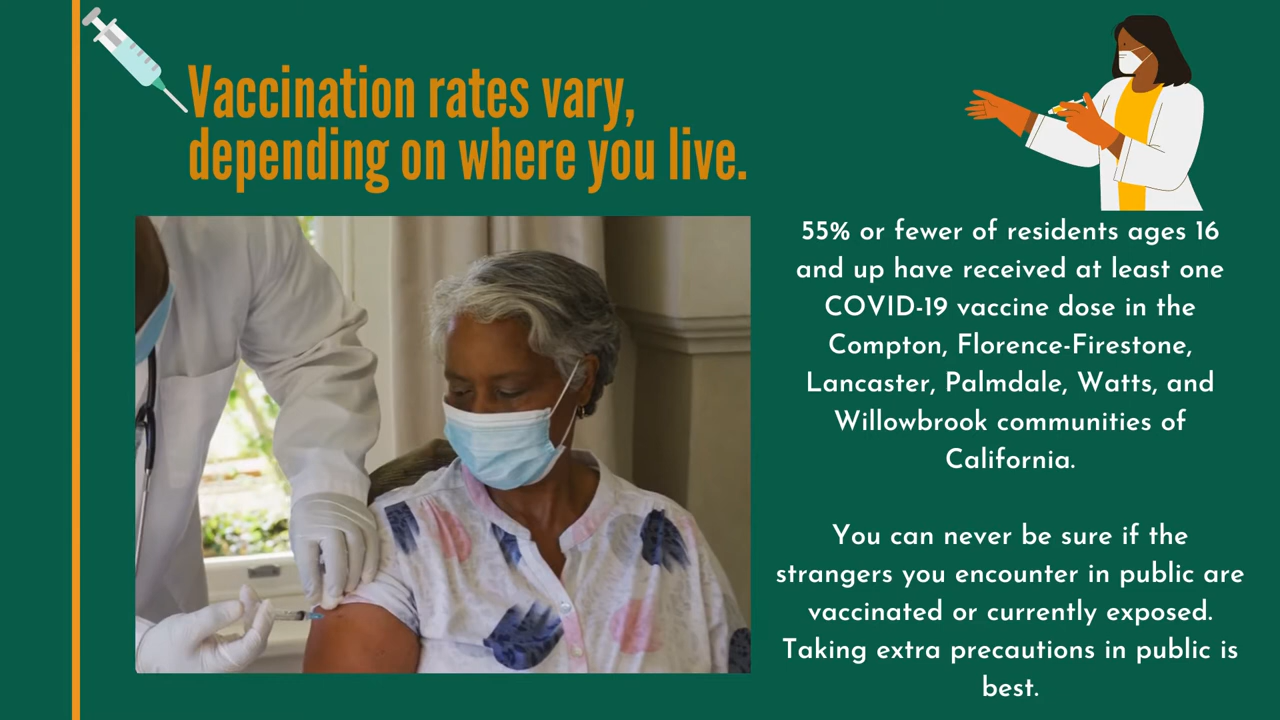 Vaccination rates vary,
depending on where you live.
55% or fewer of residents ages 16
and up have received at least one
COVID-19 vaccine dose in the
Compton, Florence-Firestone,
Lancaster, Palmdale, Watts, and
Willowbrook communities of
California.
You can never be sure if the
strangers you encounter in public are
vaccinated or currently exposed.
Taking extra precautions in public is
best.